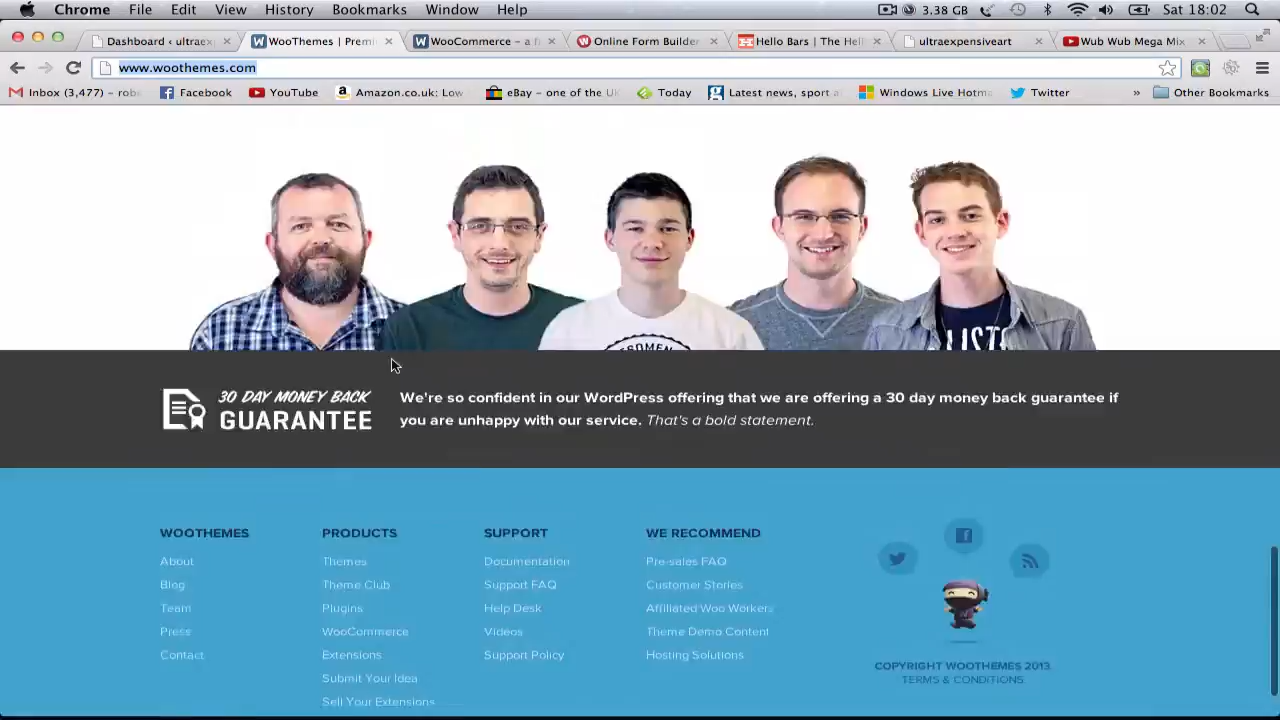 Chrome File Edit View History Bookmarks Window Help 3.38 GB Sat 18:02
Dashboard ‹ ultraex WooThemes | Premi WooCommerce – a f Online Form Builder Hello Bars | The Hell ultraexpensiveart Wub Wub Mega Mix
www.woothemes.com
Inbox (3,477) – robe Facebook YouTube Amazon.co.uk: Low eBay – one of the UK Today Latest news, sport a Windows Live Hotma Twitter » Other Bookmarks
30 DAY MONEY BACK
GUARANTEE
We're so confident in our WordPress offering that we are offering a 30 day money back guarantee if
you are unhappy with our service. That's a bold statement.
WOOTHEMES
About
Blog
Team
Press
Contact
PRODUCTS
Themes
Theme Club
Plugins
WooCommerce
Extensions
Submit Your Idea
Sell Your Extensions
SUPPORT
Documentation
Support FAQ
Help Desk
Videos
Support Policy
WE RECOMMEND
Pre-sales FAQ
Customer Stories
Affiliated Woo Workers
Theme Demo Content
Hosting Solutions
COPYRIGHT WOOTHEMES 2013.
TERMS & CONDITIONS.